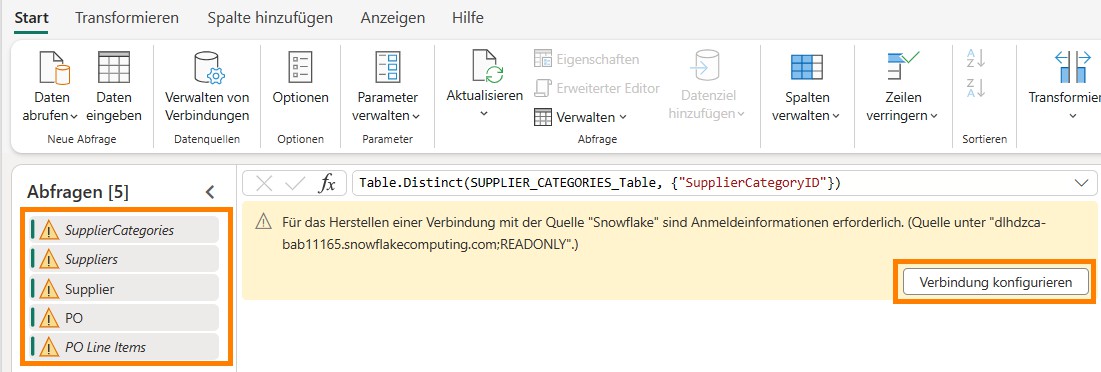 Start Transformieren Spalte hinzufügen Anzeigen Hilfe
Daten abrufen
Daten eingeben
Neue Abfrage
Verwalten von Verbindungen
Datenquellen
Optionen
Optionen
Parameter verwalten
Parameter
Aktualisieren
Eigenschaften
Erweiterter Editor
Verwalten
Datenziel hinzufügen
Abfrage
Spalten verwalten
Zeilen verringern
A
Z
Z
A
Sortieren
Transformier
Abfragen [5]
fx Table.Distinct(SUPPLIER_CATEGORIES_Table, {"SupplierCategoryID"})
SupplierCategories
Suppliers
Supplier
PO
PO Line Items
Für das Herstellen einer Verbindung mit der Quelle "Snowflake" sind Anmeldeinformationen erforderlich. (Quelle unter "dlhdzca-
bab11165.snowflakecomputing.com;READONLY".)
Verbindung konfigurieren